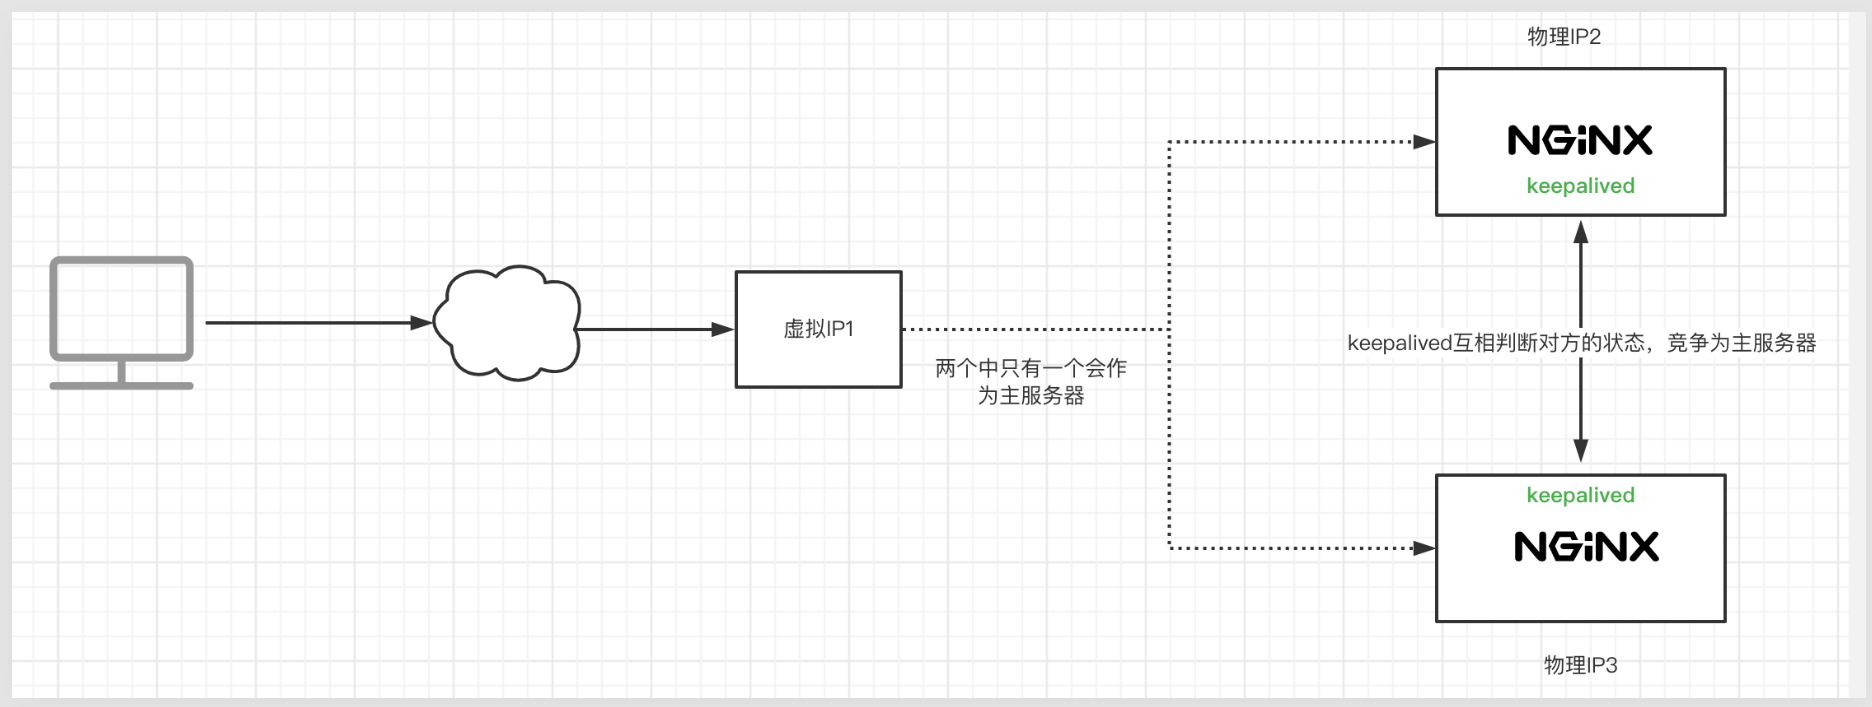 物理IP2
NGiNX
keepalived
虚拟IP1
两个中只有一个会作
为主服务器
keepalived互相判断对方的状态，竞争为主服务器
keepalived
NGiNX
物理IP3